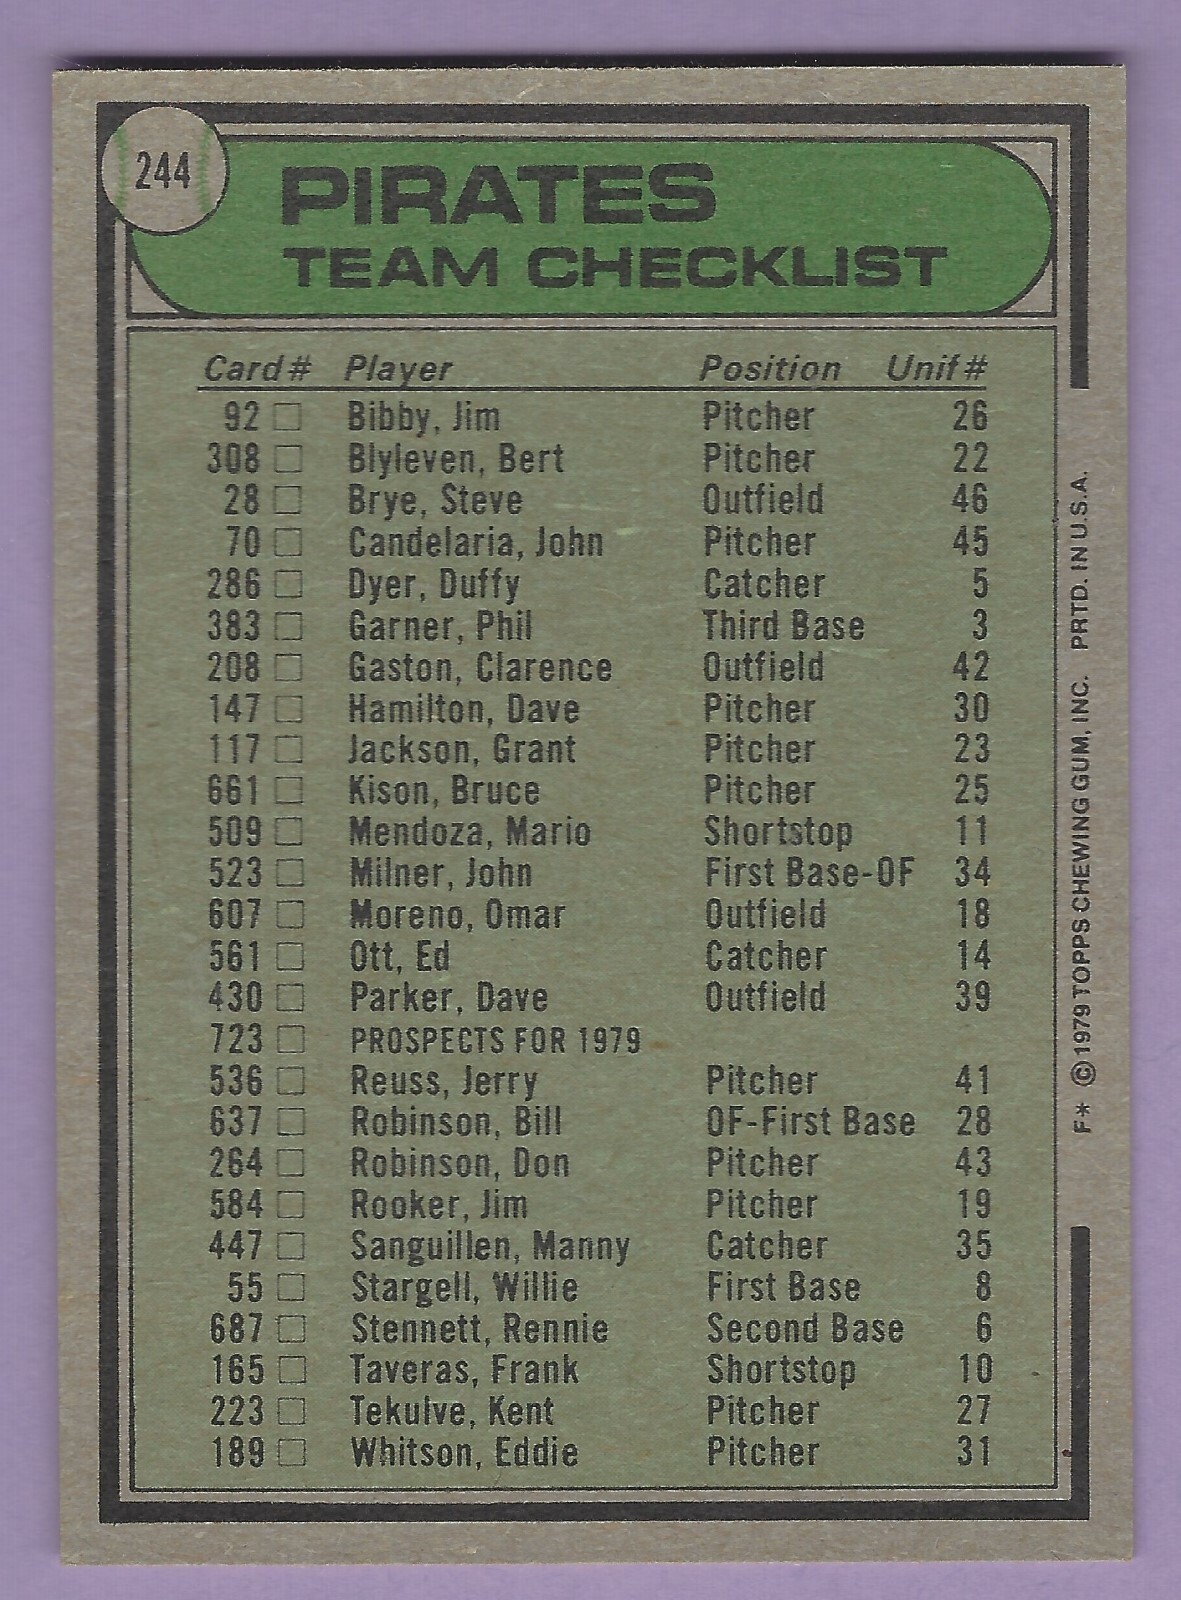 244
PIRATES
TEAM CHECKLIST
Card # Player Position Unif #
92 Bibby, Jim Pitcher 26
308 Blyleven, Bert Pitcher 22
28 Brye, Steve Outfield 46
70 Candelaria, John Pitcher 45
286 Dyer, Duffy Catcher 5
383 Garner, Phil Third Base 3
208 Gaston, Clarence Outfield 42
147 Hamilton, Dave Pitcher 30
117 Jackson, Grant Pitcher 23
661 Kison, Bruce Pitcher 25
509 Mendoza, Mario Shortstop 11
523 Milner, John First Base-OF 34
607 Moreno, Omar Outfield 18
561 Ott, Ed Catcher 14
430 Parker, Dave Outfield 39
723 PROSPECTS FOR 1979
536 Reuss, Jerry Pitcher 41
637 Robinson, Bill OF-First Base 28
264 Robinson, Don Pitcher 43
584 Rooker, Jim Pitcher 19
447 Sanguillen, Manny Catcher 35
55 Stargell, Willie First Base 8
687 Stennett, Rennie Second Base 6
165 Taveras, Frank Shortstop 10
223 Tekulve, Kent Pitcher 27
189 Whitson, Eddie Pitcher 31
F* © 1979 TOPPS CHEWING GUM, INC. PRTD. IN U.S.A.